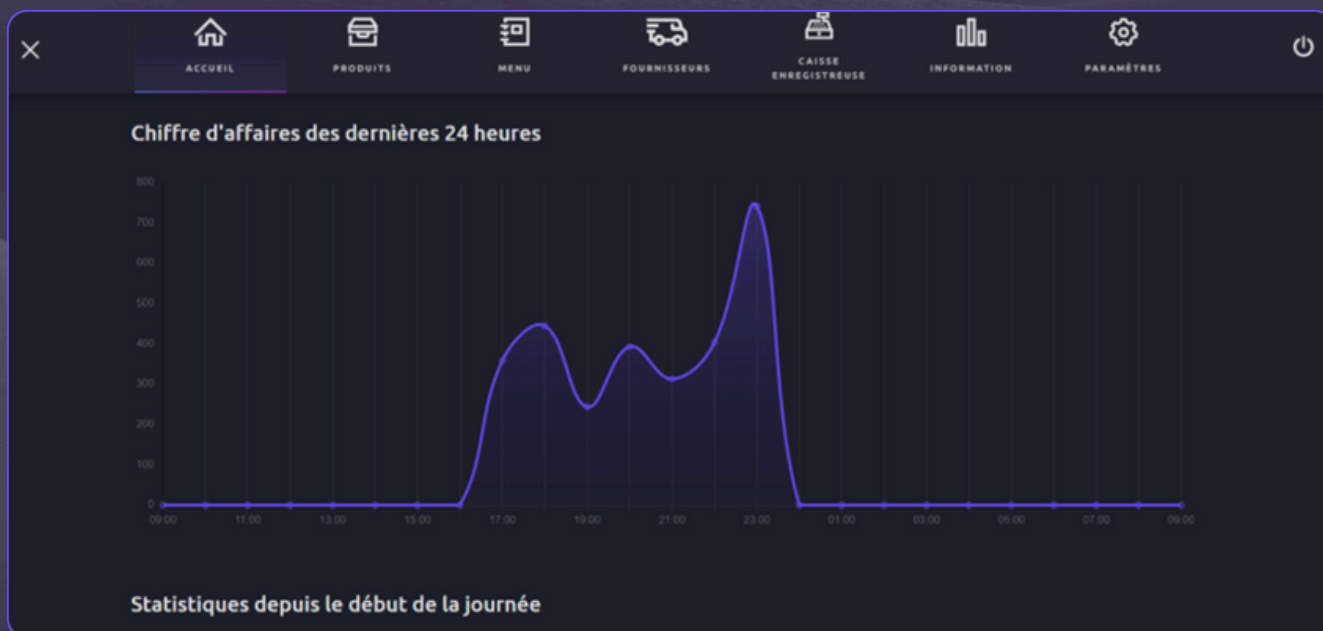 ACCUEIL
PRODUITS
MENU
FOURNISSEURS
CAISSE
ENREGISTREUSE
INFORMATION
PARAMÈTRES
Chiffre d'affaires des dernières 24 heures
800
700
600
500
400
300
200
100
0
09:00 11:00 13:00 15:00 17:00 19:00 21:00 23:00 01:00 03:00 05:00 07:00 09:00
Statistiques depuis le début de la journée